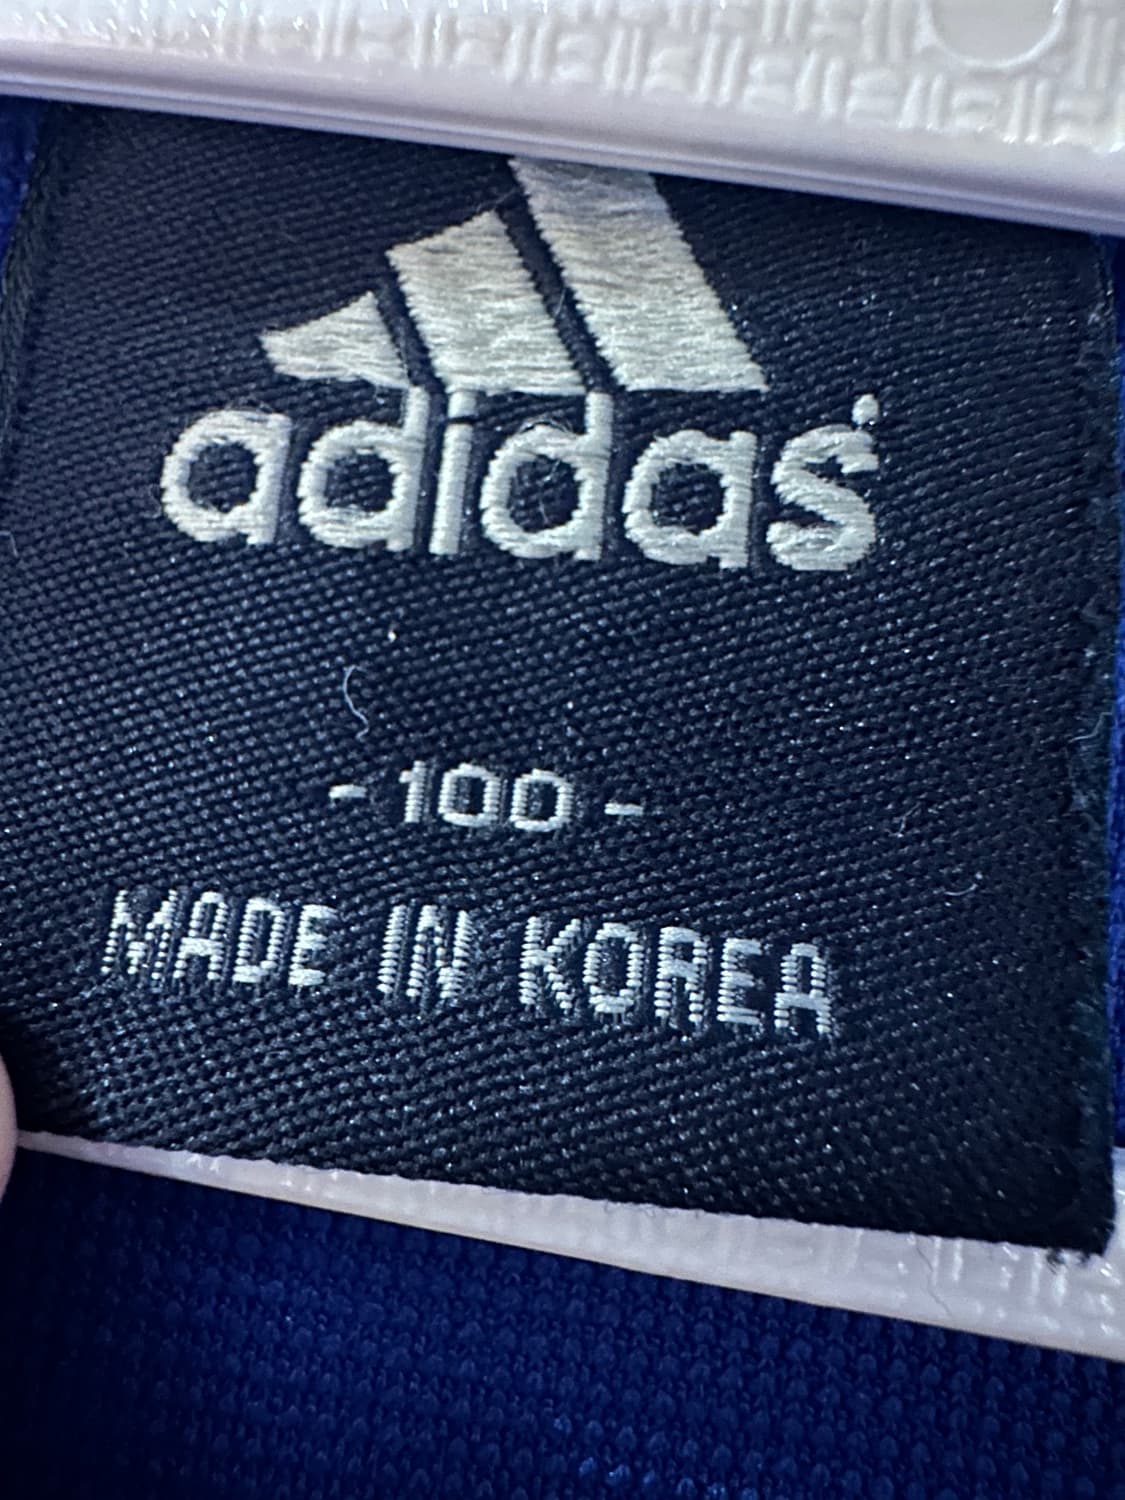 adidas
- 100 -
MADE IN KOREA